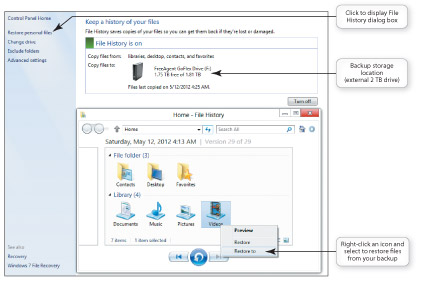 Control Panel Home
Restore personal files
Change drive
Exclude folders
Advanced settings
See also
Recovery
Windows 7 File Recovery
Keep a history of your files
File History saves copies of your files so you can get them back if they're lost or damaged.
File History is on
Copy files from: libraries, desktop, contacts, and favorites
Copy files to: FreeAgent GoFlex Drive (F:)
1.75 TB free of 1.81 TB
Files last copied on 5/12/2012 4:25 AM.
Turn off
Home - File History
Home
Search All
Saturday, May 12, 2012 4:13 AM | Version 29 of 29
File folder (3)
Contacts Desktop Favorites
Library (4)
Documents Music Pictures Videos
7 items 1 item selected
Preview
Restore
Restore to
Click to display File
History dialog box
Backup storage
location
(external 2 TB drive)
Right-click an icon and
select to restore files
from your backup